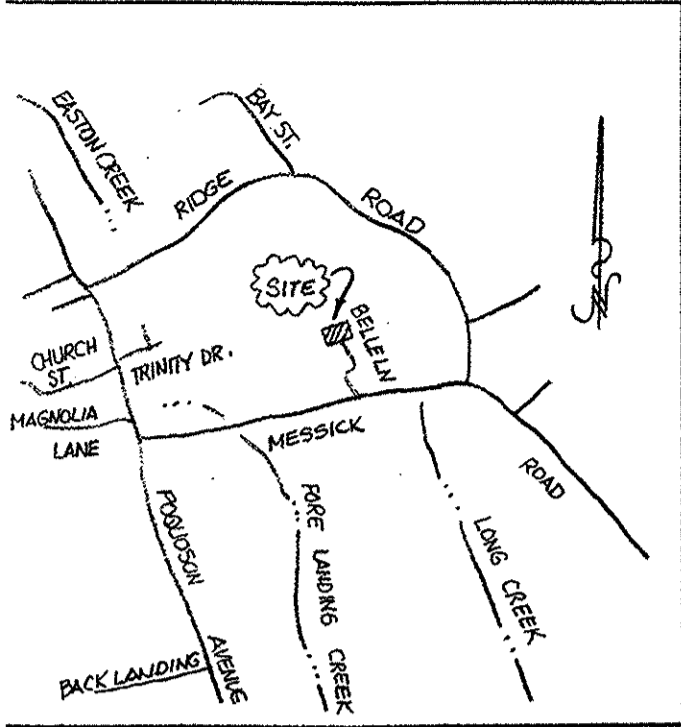 EASTON CREEK
BAY ST.
RIDGE
ROAD
SITE
BELLE LN
CHURCH
ST.
TRINITY DR.
MAGNOLIA
LANE
MESSICK
ROAD
POQUOSON
AVENUE
FORE LANDING CREEK
LONG CREEK
BACK LANDING
N